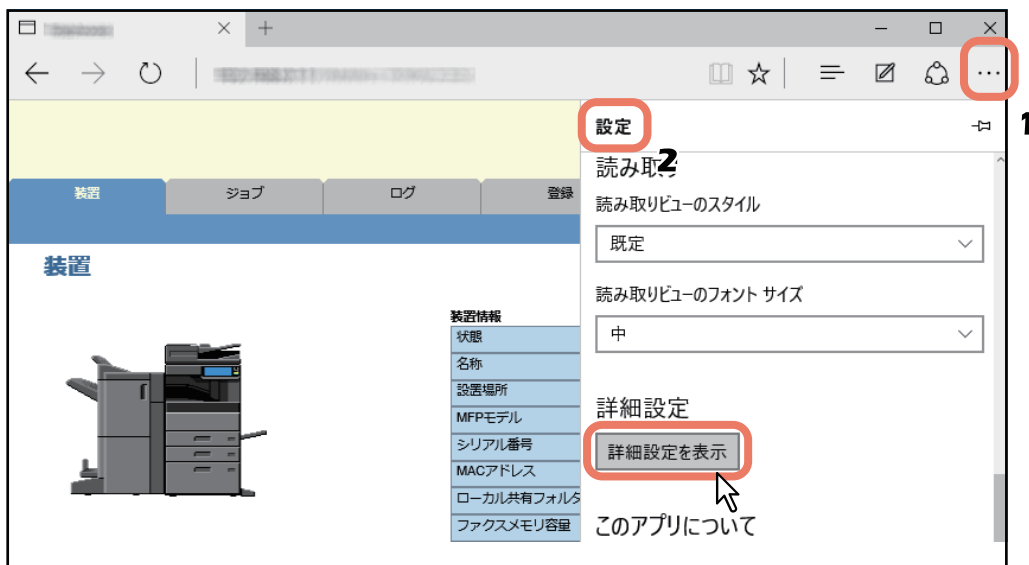 設定
1
読み取り
2
装置
ジョブ
ログ
登録
読み取りビューのスタイル
既定
装置
読み取りビューのフォント サイズ
装置情報
状態
中
名称
設置場所
MFPモデル
詳細設定
シリアル番号
詳細設定を表示
MACアドレス
ローカル共有フォルダ
ファクスメモリ容量
このアプリについて